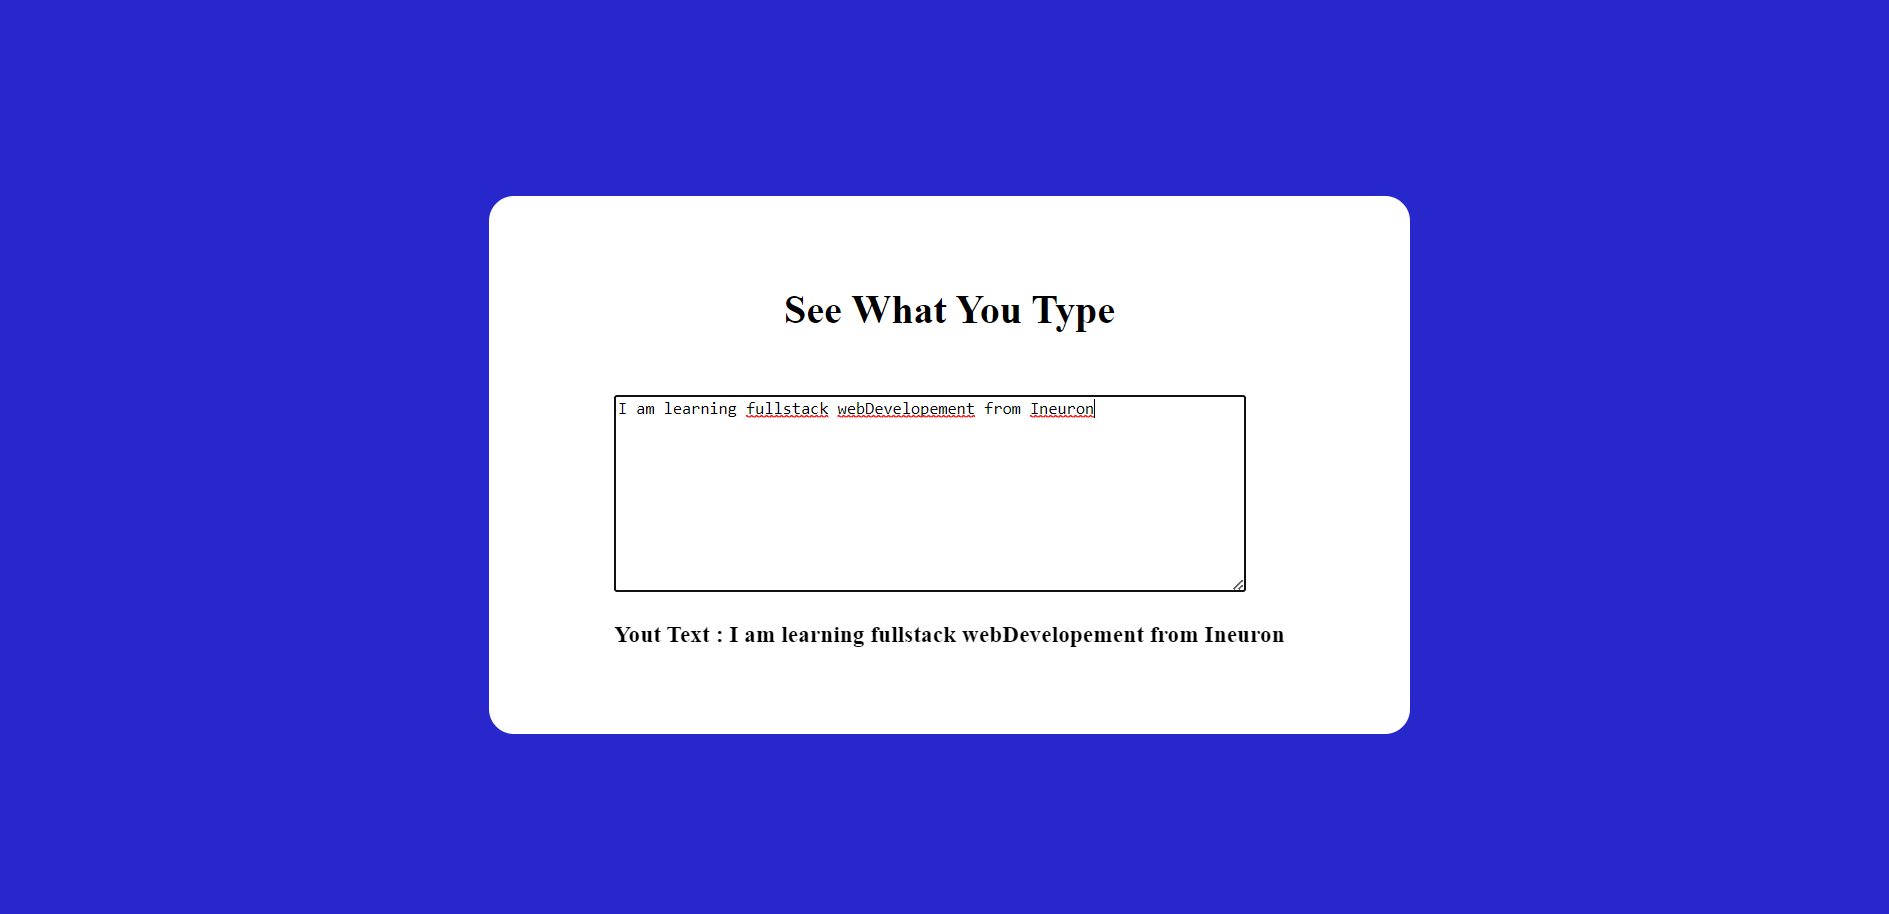 See What You Type
I am learning fullstack webDevelopement from Ineuron
Yout Text : I am learning fullstack webDevelopement from Ineuron